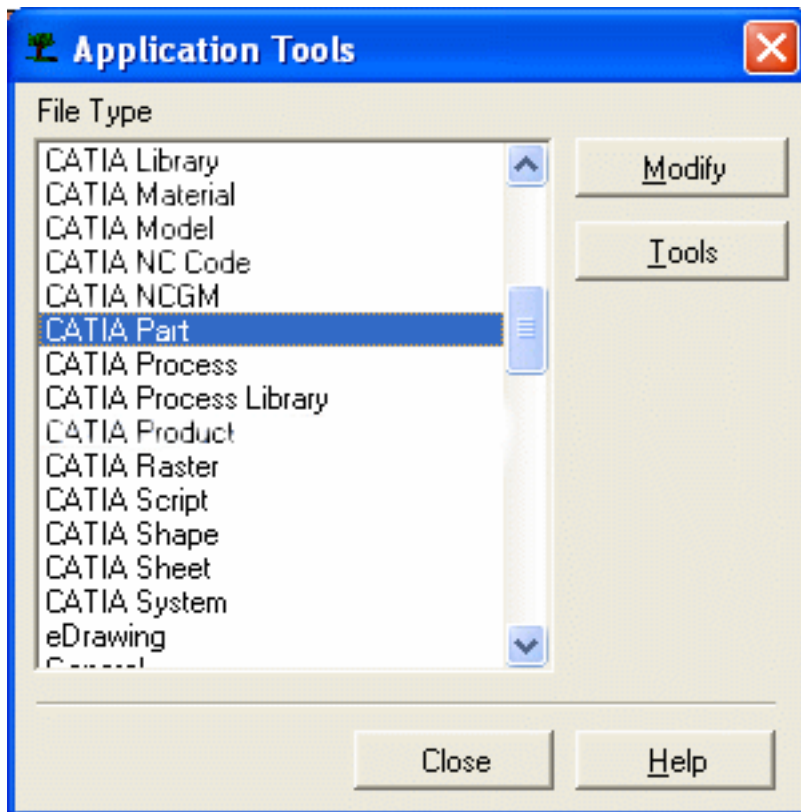 Application Tools
File Type
CATIA Library
CATIA Material
CATIA Model
CATIA NC Code
CATIA NCGM
CATIA Part
CATIA Process
CATIA Process Library
CATIA Product
CATIA Raster
CATIA Script
CATIA Shape
CATIA Sheet
CATIA System
eDrawing
Modify
Tools
Close
Help